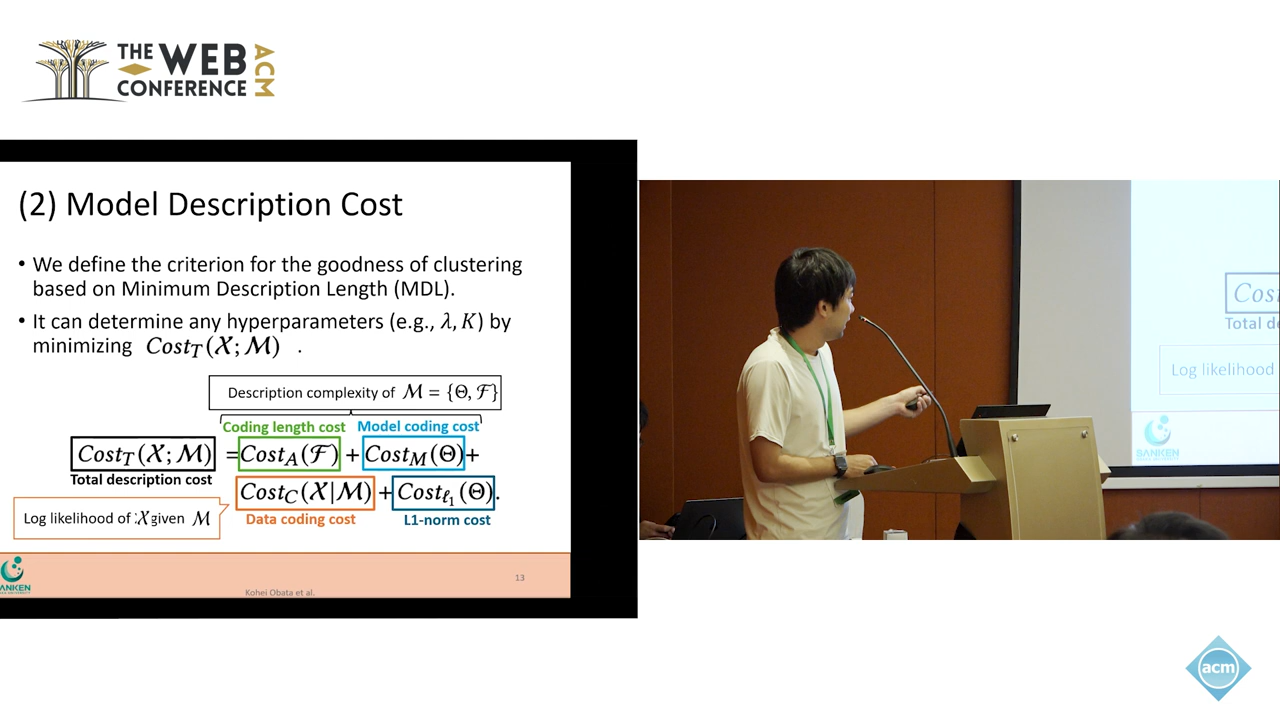 THE WEB
CONFERENCE
ACM
(2) Model Description Cost
• We define the criterion for the goodness of clustering
based on Minimum Description Length (MDL).
• It can determine any hyperparameters (e.g., λ, K) by
minimizing Cost_T(𝒳; ℳ) .
Description complexity of ℳ = {Θ, ℱ}
Coding length cost Model coding cost
Cost_T(𝒳; ℳ) = Cost_A(ℱ) + Cost_M(Θ) +
Total description cost
Cost_C(𝒳|ℳ) + Cost_ℓ₁(Θ).
Log likelihood of 𝒳 given ℳ
Data coding cost L1-norm cost
13
Kohei Obata et al.
Cos
Total de
Log likelihood
SANKEN
acm